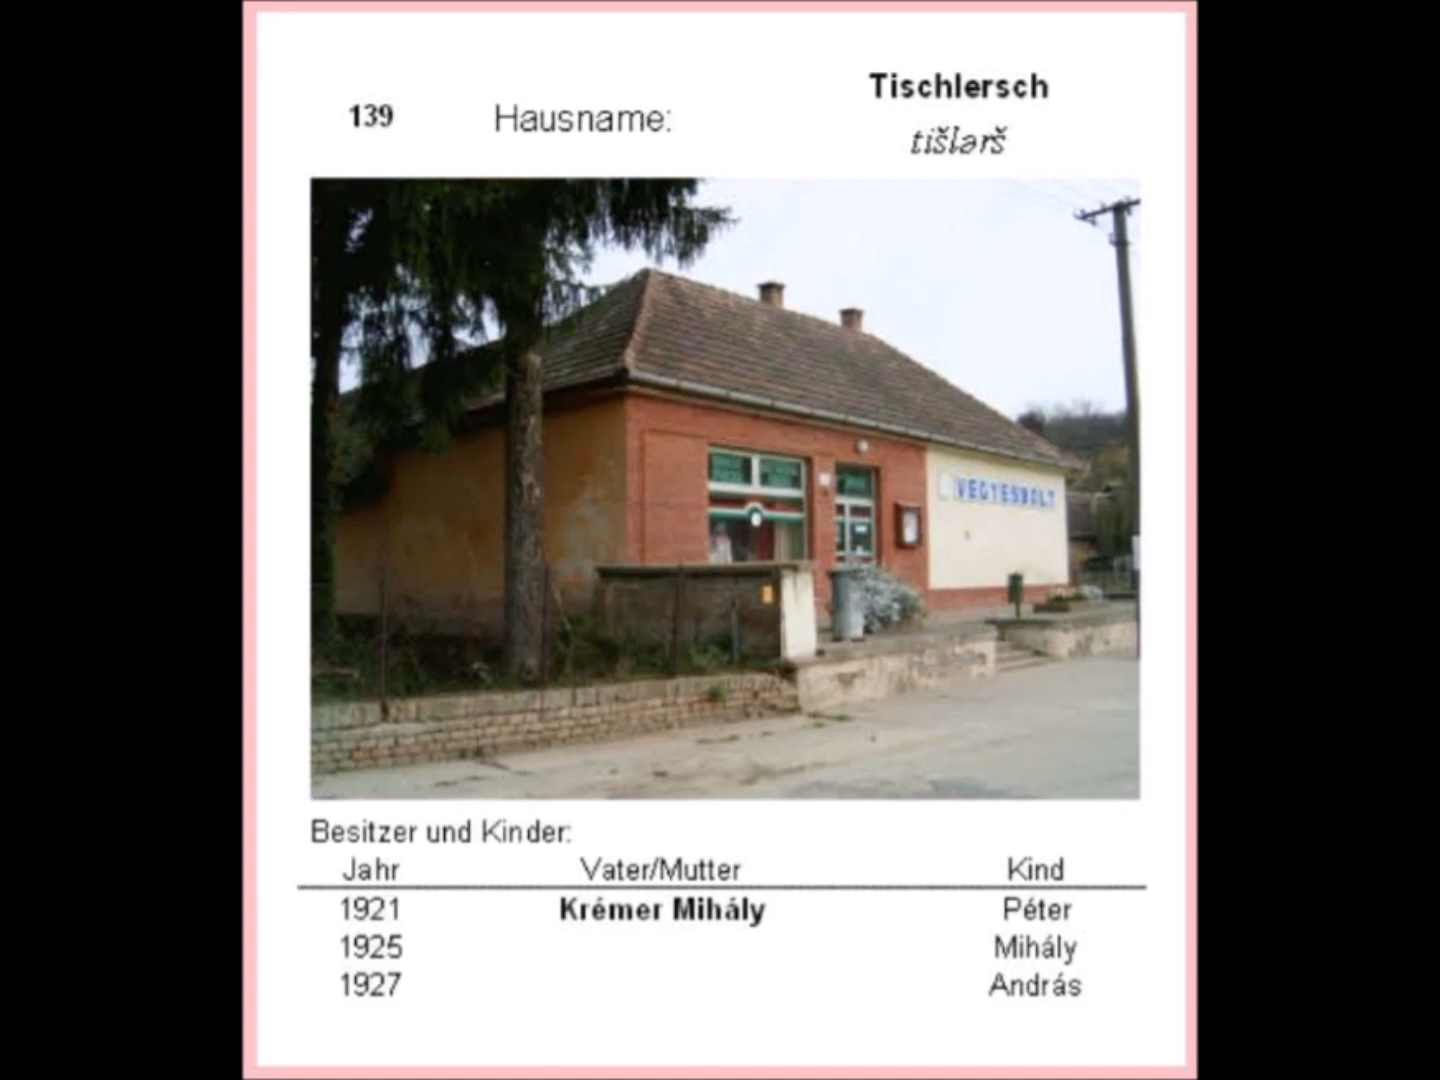 139
Hausname:
Tischlersch
tišlərš
VEGYESBOLT
Besitzer und Kinder:
Jahr Vater/Mutter Kind
1921 Krémer Mihály Péter
1925 Mihály
1927 András